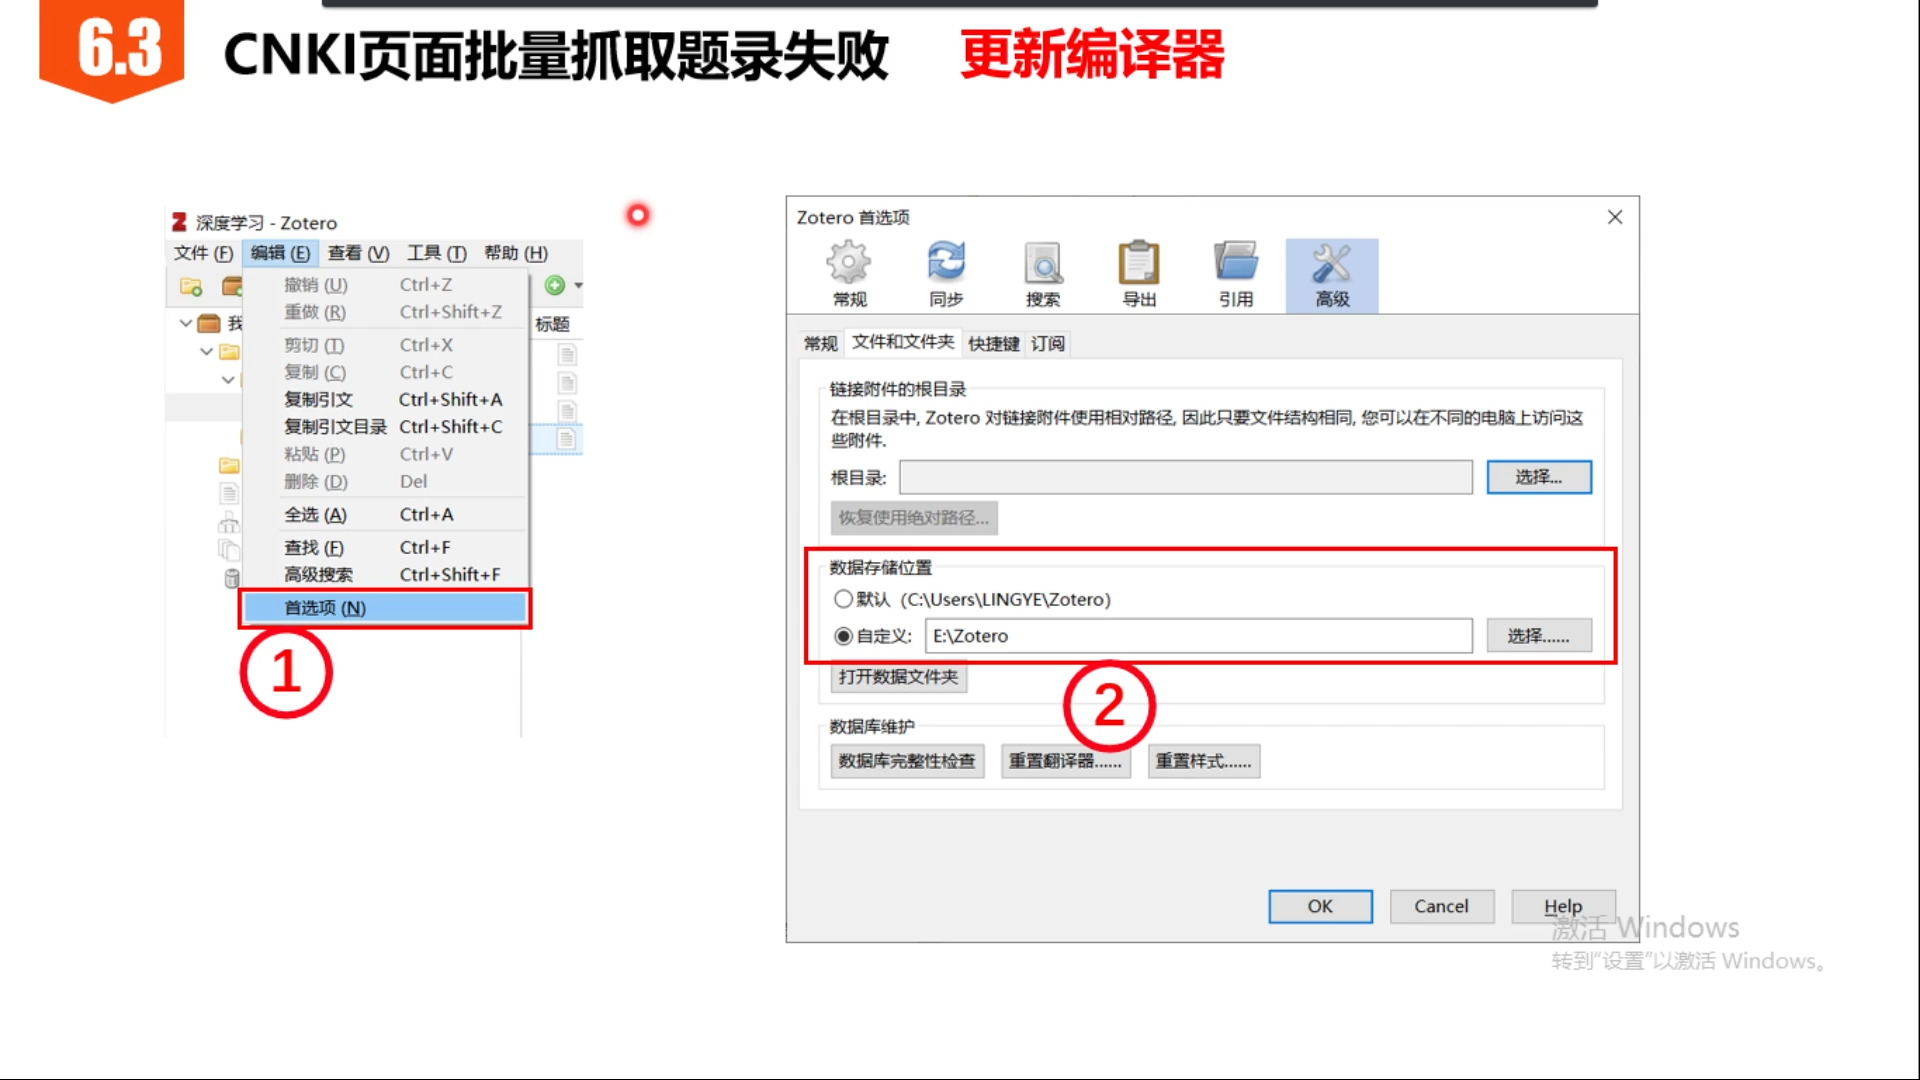 6.3
CNKI页面批量抓取题录失败 更新编译器
深度学习 - Zotero
文件 (F) 编辑 (E) 查看 (V) 工具 (T) 帮助 (H)
撤销 (U) Ctrl+Z
重做 (R) Ctrl+Shift+Z
我
标题
剪切 (T) Ctrl+X
复制 (C) Ctrl+C
复制引文 Ctrl+Shift+A
复制引文目录 Ctrl+Shift+C
粘贴 (P) Ctrl+V
删除 (D) Del
全选 (A) Ctrl+A
查找 (F) Ctrl+F
高级搜索 Ctrl+Shift+F
首选项 (N)
1
Zotero 首选项
常规 同步 搜索 导出 引用 高级
常规 文件和文件夹 快捷键 订阅
链接附件的根目录
在根目录中, Zotero 对链接附件使用相对路径, 因此只要文件结构相同, 您可以在不同的电脑上访问这
些附件.
根目录: 选择...
恢复使用绝对路径...
数据存储位置
默认（C:\Users\LINGYE\Zotero）
自定义: E:\Zotero 选择......
打开数据文件夹
2
数据库维护
数据库完整性检查 重置翻译器...... 重置样式......
OK Cancel Help
激活 Windows
转到"设置"以激活 Windows。